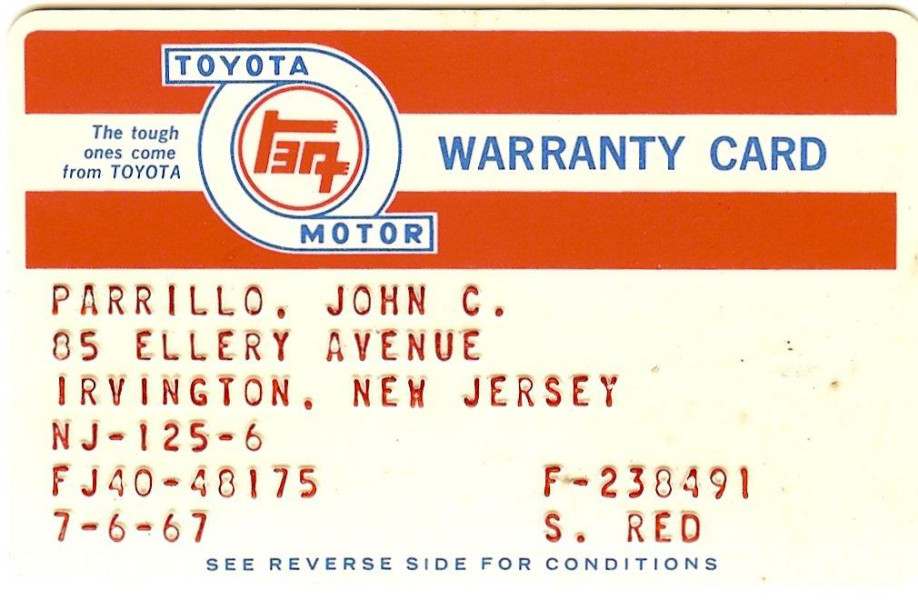 TOYOTA
The tough
ones come
from TOYOTA
WARRANTY CARD
MOTOR
PARRILLO, JOHN C.
85 ELLERY AVENUE
IRVINGTON, NEW JERSEY
NJ-125-6
FJ40-48175 F-238491
7-6-67 S. RED
SEE REVERSE SIDE FOR CONDITIONS